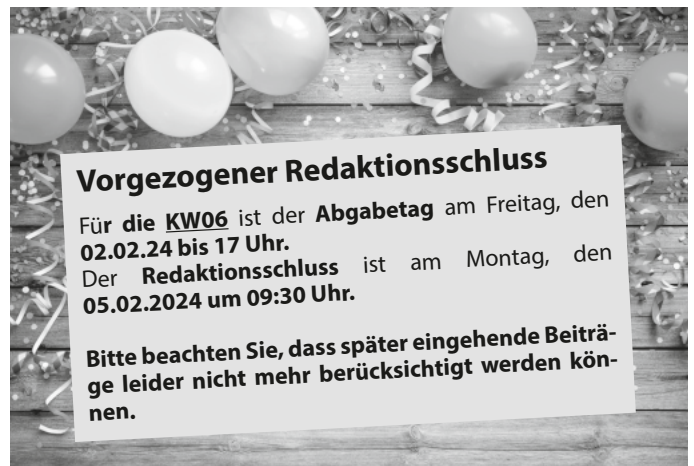 Vorgezogener Redaktionsschluss
Für die KW06 ist der Abgabetag am Freitag, den
02.02.24 bis 17 Uhr.
Der Redaktionsschluss ist am Montag, den
05.02.2024 um 09:30 Uhr.
Bitte beachten Sie, dass später eingehende Beiträ-
ge leider nicht mehr berücksichtigt werden kön-
nen.